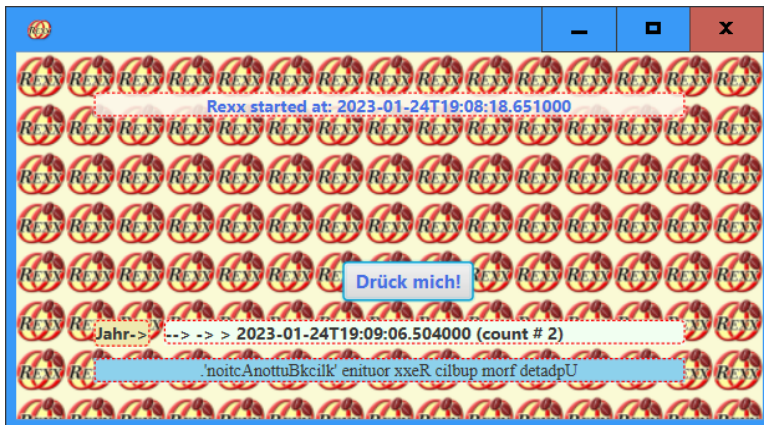 Rexx started at: 2023-01-24T19:08:18.651000
Drück mich!
Jahr-> --> -> > 2023-01-24T19:09:06.504000 (count # 2)
.'noitcAnottuBkcilk' enituor xxeR cilbup morf detadpU